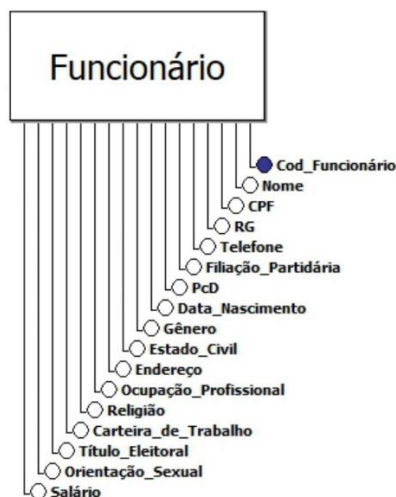 Funcionário
Cod_Funcionário
Nome
CPF
RG
Telefone
Filiação_Partidária
PcD
Data_Nascimento
Gênero
Estado_Civil
Endereço
Ocupação_Profissional
Religião
Carteira_de_Trabalho
Título_Eleitoral
Orientação_Sexual
Salário